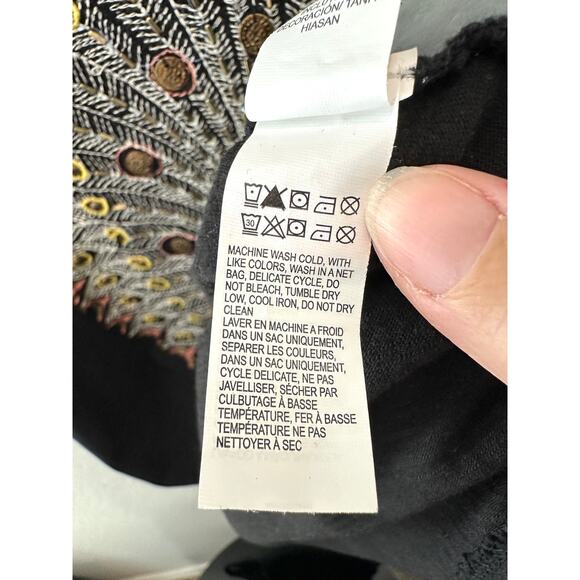 DECORACIÓN/ TANPA
HIASAN
30
MACHINE WASH COLD, WITH
LIKE COLORS, WASH IN A NET
BAG, DELICATE CYCLE, DO
NOT BLEACH, TUMBLE DRY
LOW, COOL IRON, DO NOT DRY
CLEAN
LAVER EN MACHINE A FROID
DANS UN SAC UNIQUEMENT,
SEPARER LES COULEURS,
DANS UN SAC UNIQUEMENT,
CYCLE DELICATE, NE PAS
JAVELLISER, SÉCHER PAR
CULBUTAGE À BASSE
TEMPÉRATURE, FER À BASSE
TEMPÉRATURE NE PAS
NETTOYER À SEC